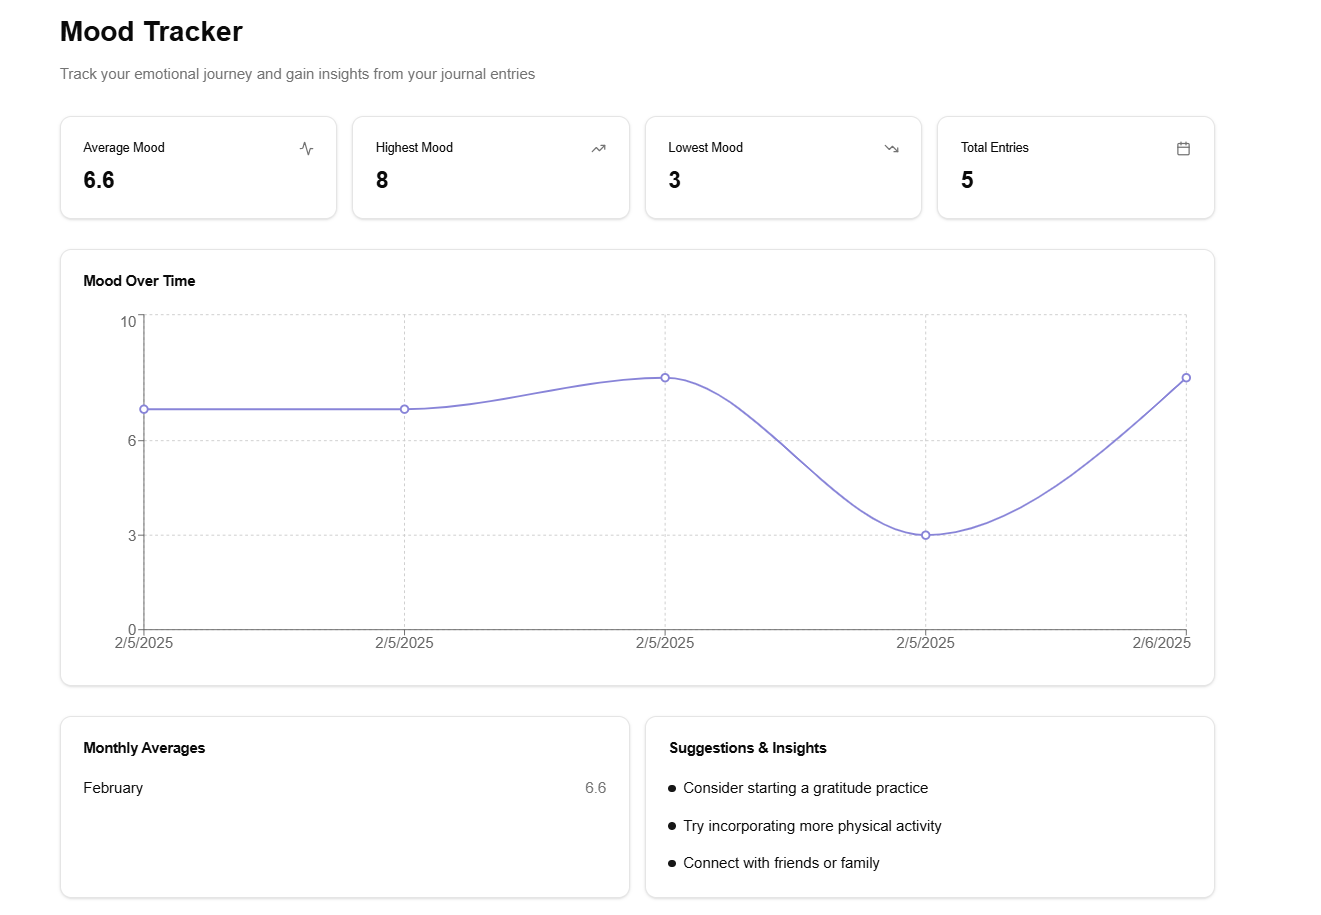 Mood Tracker
Track your emotional journey and gain insights from your journal entries
Average Mood
6.6
Highest Mood
8
Lowest Mood
3
Total Entries
5
Mood Over Time
10
6
3
0
2/5/2025 2/5/2025 2/5/2025 2/5/2025 2/6/2025
Monthly Averages
February 6.6
Suggestions & Insights
Consider starting a gratitude practice
Try incorporating more physical activity
Connect with friends or family